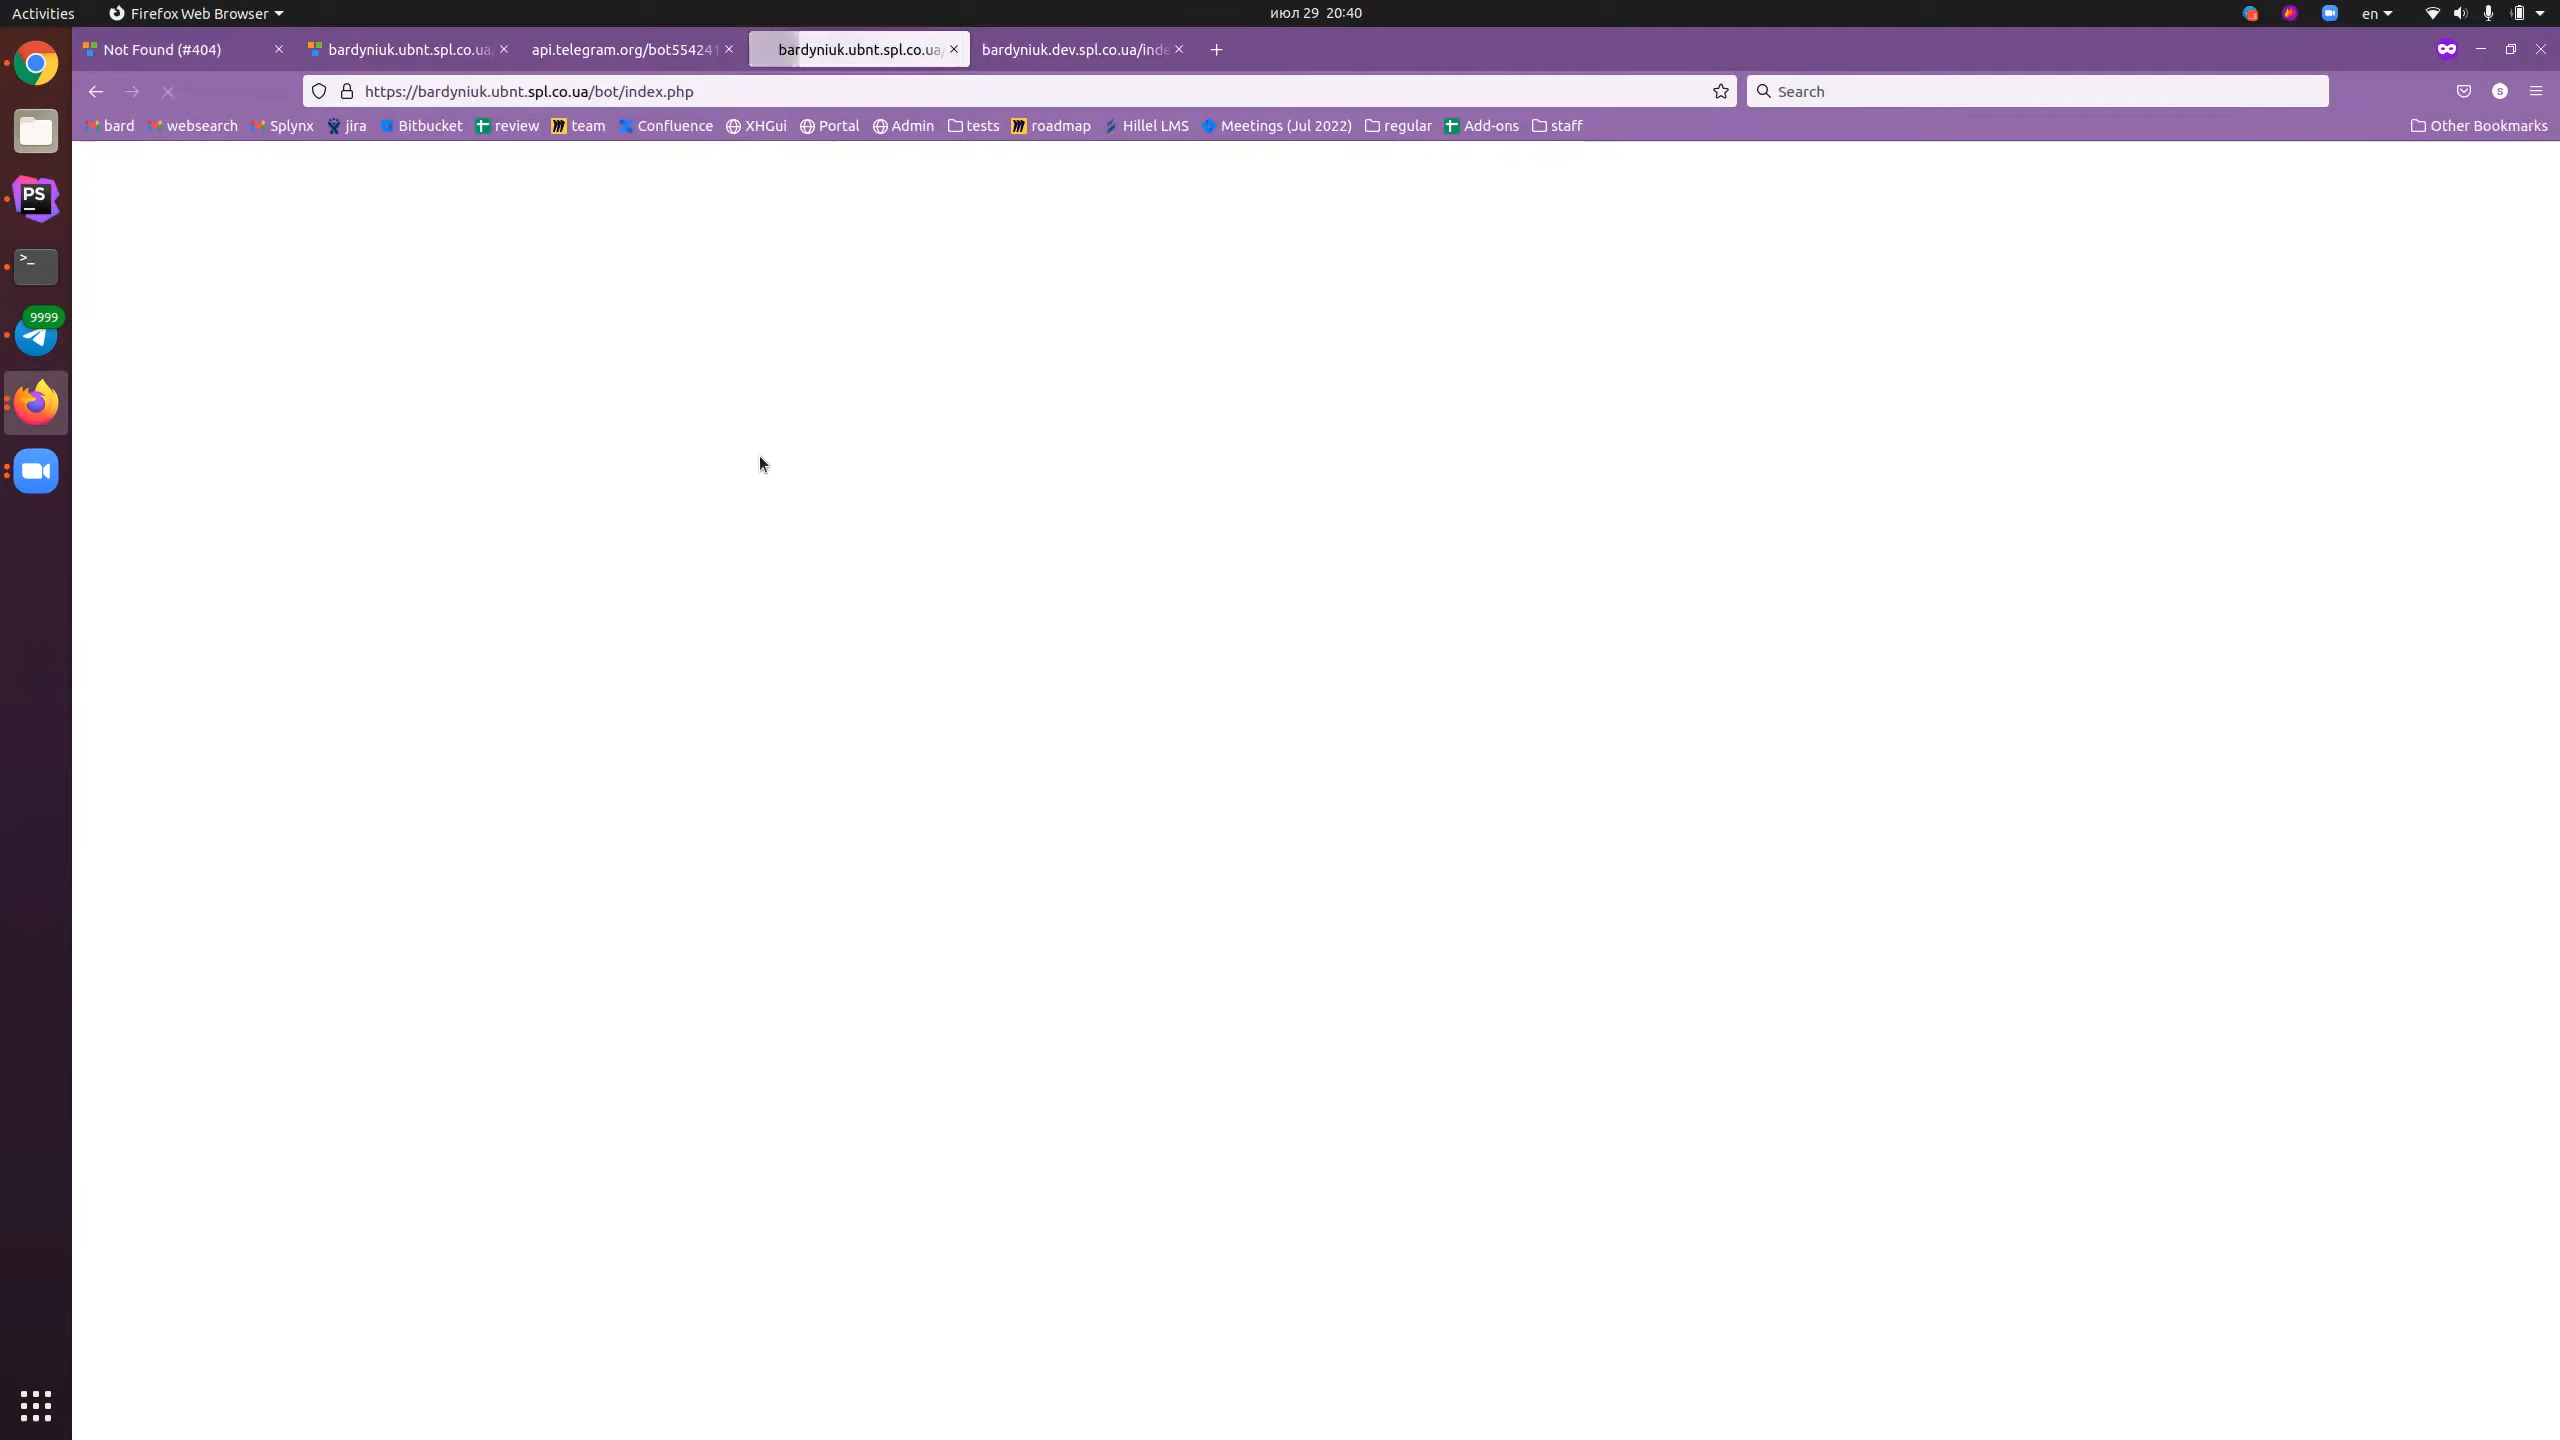 Activities Firefox Web Browser июл 29 20:40 en
Not Found (#404) bardyniuk.ubnt.spl.co.ua/ api.telegram.org/bot554241 bardyniuk.ubnt.spl.co.ua/ bardyniuk.dev.spl.co.ua/inde
https://bardyniuk.ubnt.spl.co.ua/bot/index.php Search
bard websearch Splynx jira Bitbucket review team Confluence XHGui Portal Admin tests roadmap Hillel LMS Meetings (Jul 2022) regular Add-ons staff Other Bookmarks
PS
>_
9999